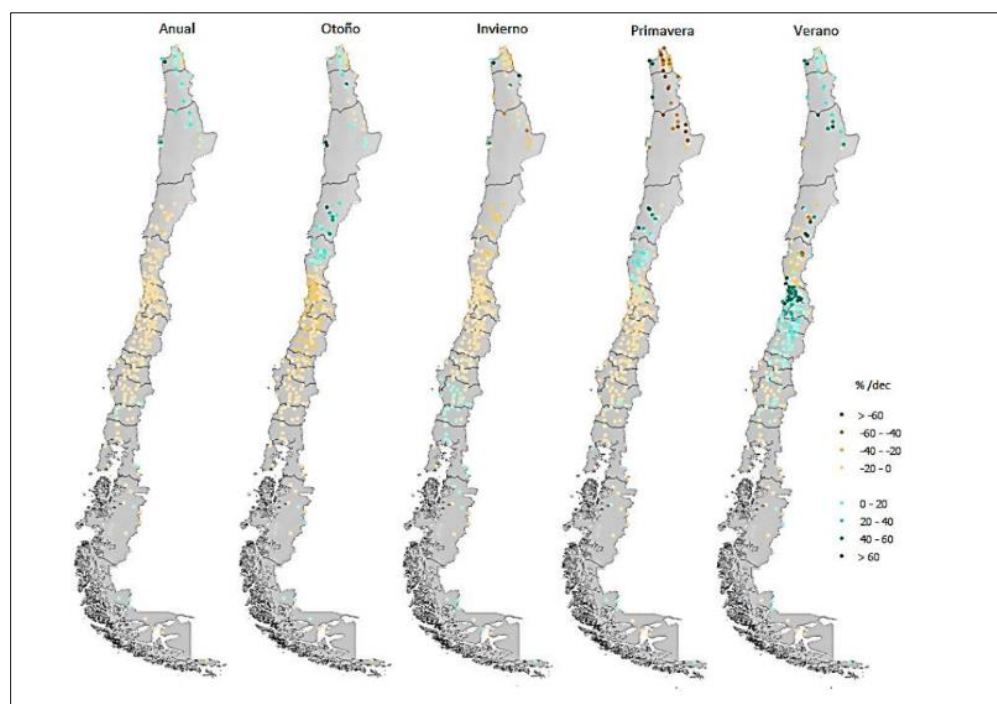 Anual Otoño Invierno Primavera Verano
% /dec
> -60
-60 - -40
-40 - -20
-20 - 0
0 - 20
20 - 40
40 - 60
> 60